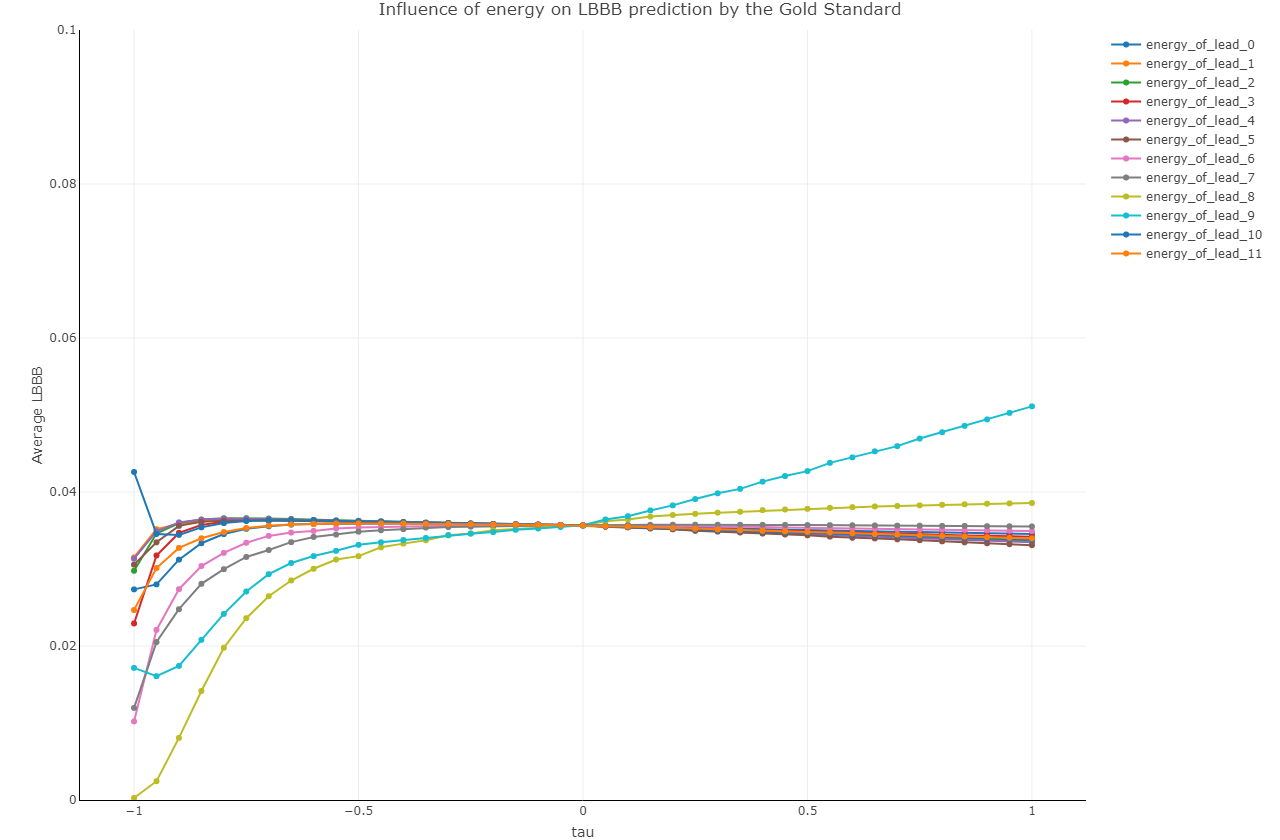 Influence of energy on LBBB prediction by the Gold Standard
0.1
0.08
0.06
0.04
0.02
0
Average LBBB
−1
−0.5
0
0.5
1
tau
energy_of_lead_0
energy_of_lead_1
energy_of_lead_2
energy_of_lead_3
energy_of_lead_4
energy_of_lead_5
energy_of_lead_6
energy_of_lead_7
energy_of_lead_8
energy_of_lead_9
energy_of_lead_10
energy_of_lead_11